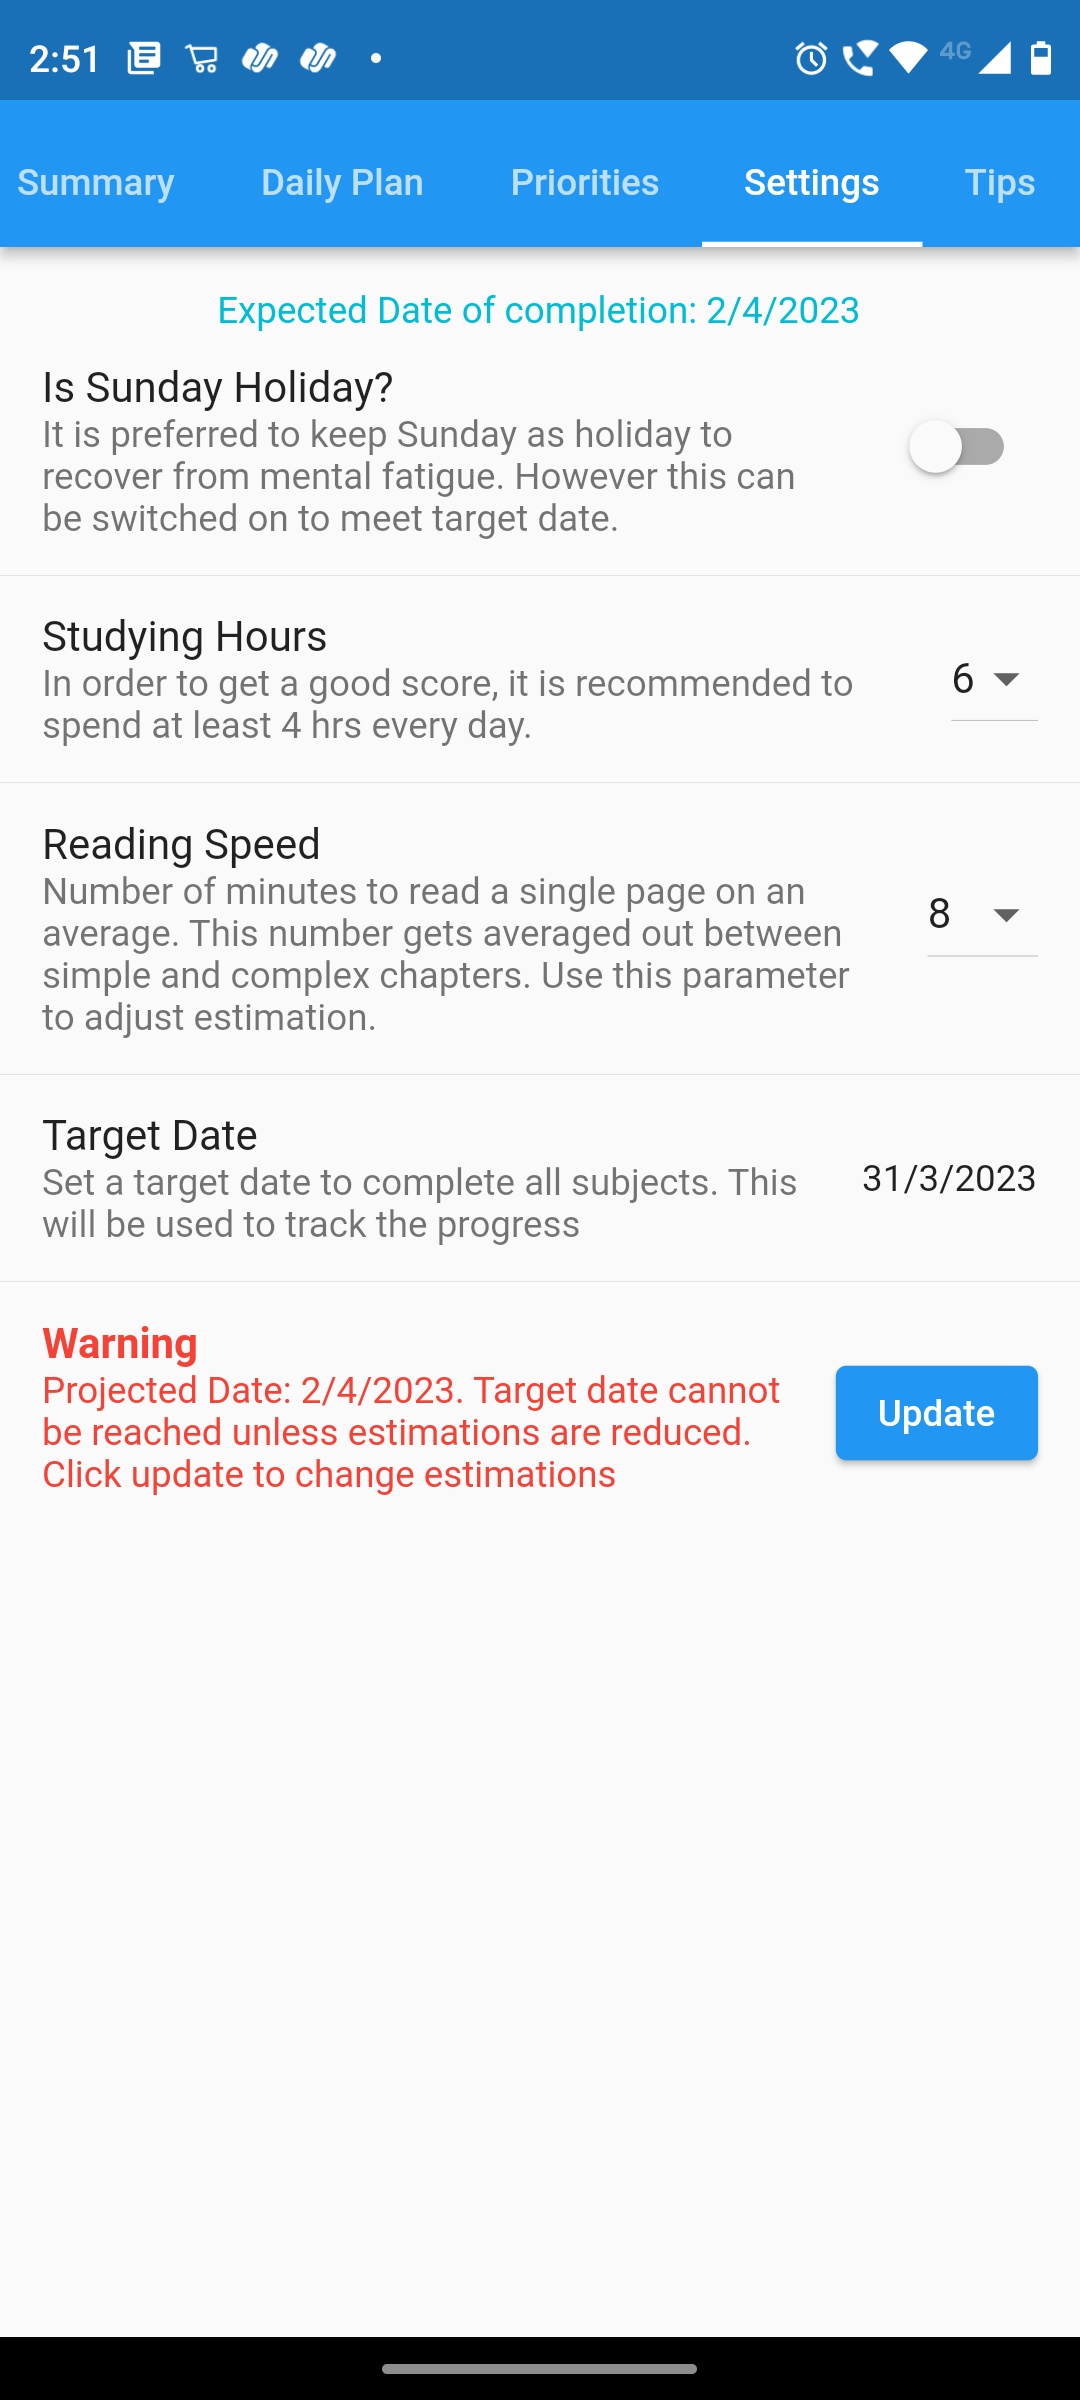 2:51
4G
Summary Daily Plan Priorities Settings Tips
Expected Date of completion: 2/4/2023
Is Sunday Holiday?
It is preferred to keep Sunday as holiday to
recover from mental fatigue. However this can
be switched on to meet target date.
Studying Hours
In order to get a good score, it is recommended to
spend at least 4 hrs every day.
6
Reading Speed
Number of minutes to read a single page on an
average. This number gets averaged out between
simple and complex chapters. Use this parameter
to adjust estimation.
8
Target Date
Set a target date to complete all subjects. This
will be used to track the progress
31/3/2023
Warning
Projected Date: 2/4/2023. Target date cannot
be reached unless estimations are reduced.
Click update to change estimations
Update